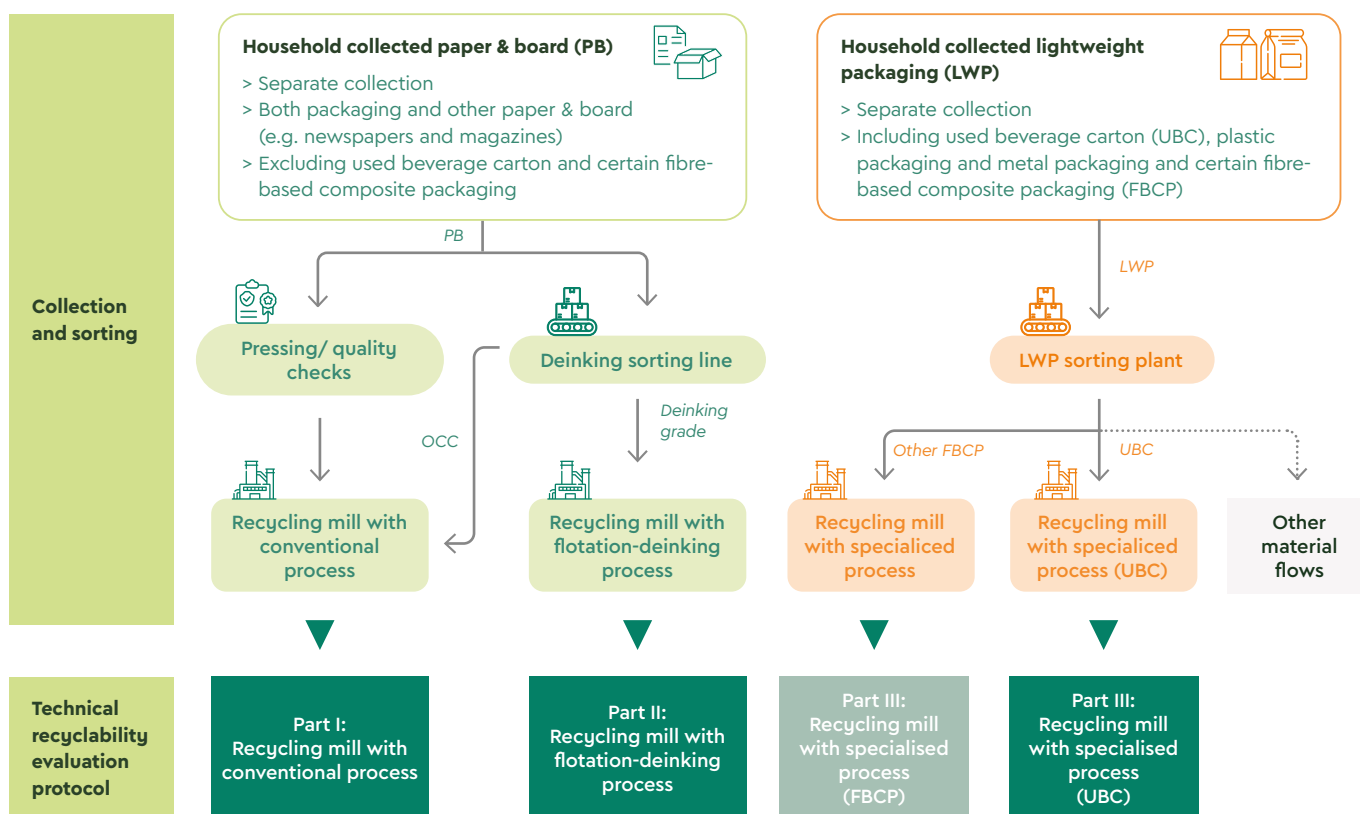 Household collected paper & board (PB)
> Separate collection
> Both packaging and other paper & board
(e.g. newspapers and magazines)
> Excluding used beverage carton and certain fibre-
based composite packaging
Household collected lightweight
packaging (LWP)
> Separate collection
> Including used beverage carton (UBC), plastic
packaging and metal packaging and certain fibre-
based composite packaging (FBCP)
PB
LWP
Collection
and sorting
Pressing/ quality
checks
Deinking sorting line
LWP sorting plant
OCC
Deinking
grade
Other FBCP
UBC
Recycling mill with
conventional
process
Recycling mill with
flotation-deinking
process
Recycling mill
with specialiced
process
Recycling mill
with specialiced
process (UBC)
Other
material
flows
Technical
recyclability
evaluation
protocol
Part I:
Recycling mill with
conventional process
Part II:
Recycling mill with
flotation-deinking
process
Part III:
Recycling mill
with specialised
process
(FBCP)
Part III:
Recycling mill
with specialised
process
(UBC)